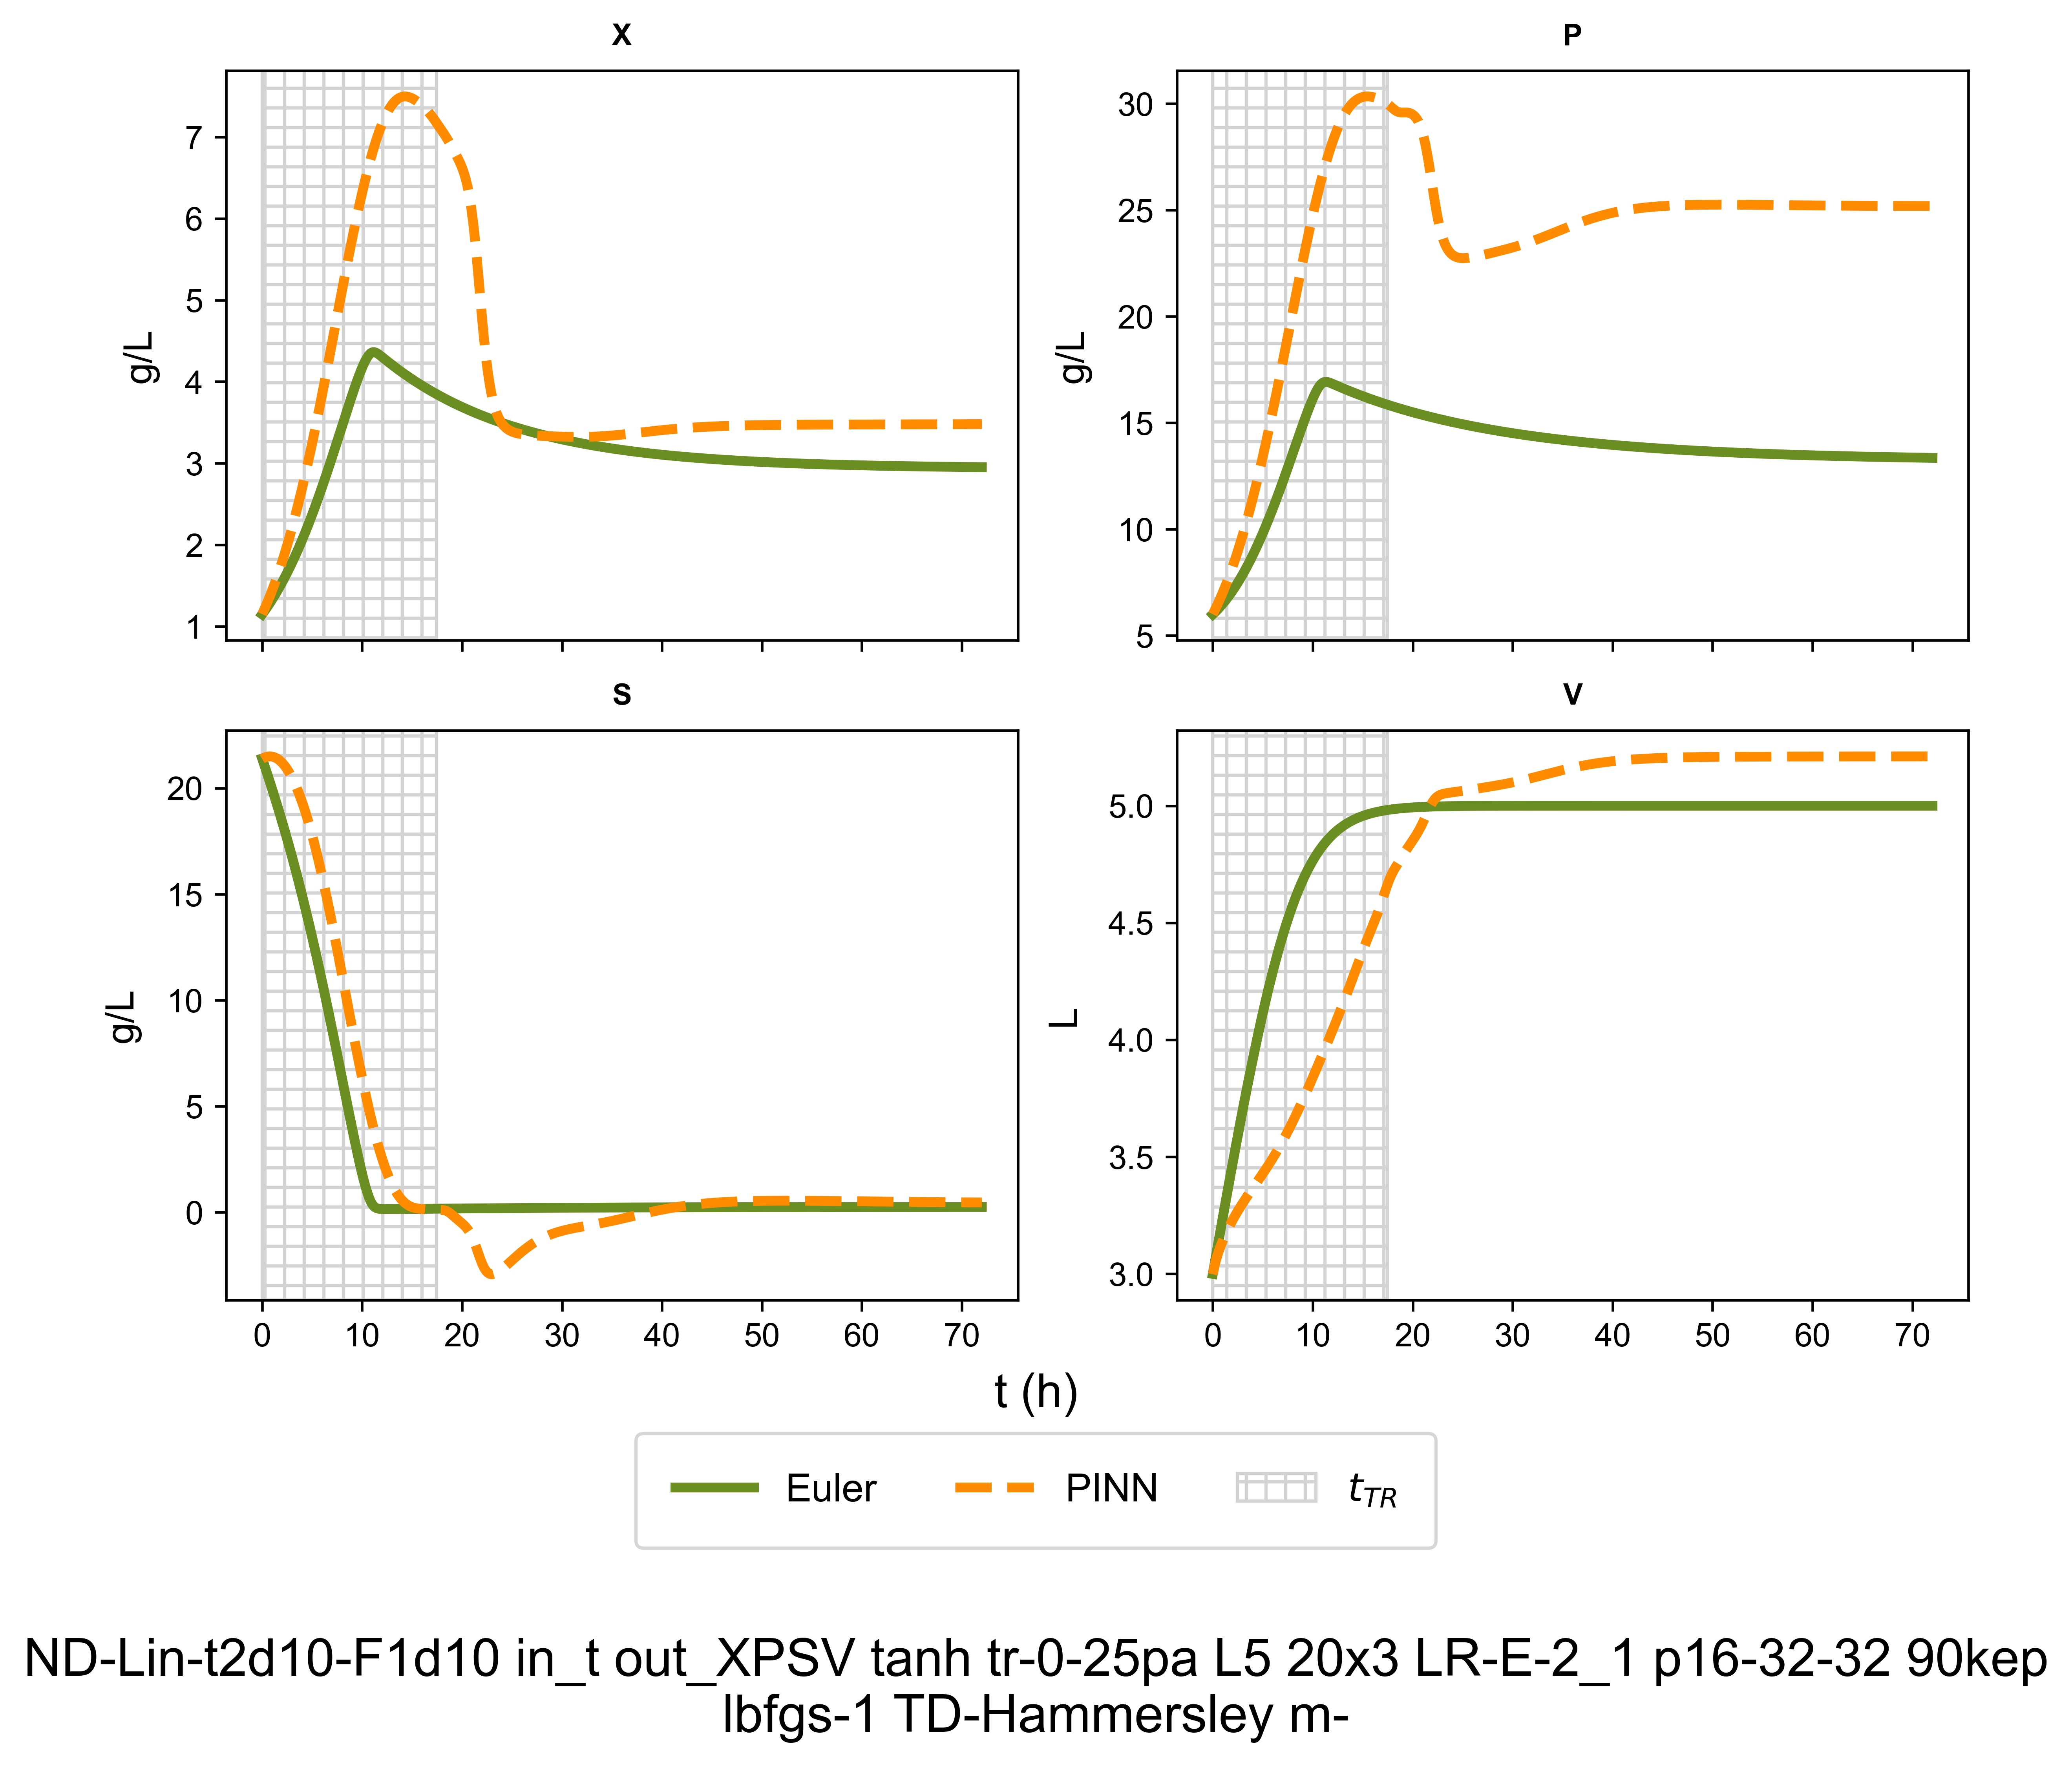 X
P
7
6
5
4
3
2
1
g/L
30
25
20
15
10
5
g/L
S
V
20
15
10
5
0
g/L
5.0
4.5
4.0
3.5
3.0
L
0 10 20 30 40 50 60 70
0 10 20 30 40 50 60 70
t (h)
Euler PINN t_TR
ND-Lin-t2d10-F1d10 in_t out_XPSV tanh tr-0-25pa L5 20x3 LR-E-2_1 p16-32-32 90kep
lbfgs-1 TD-Hammersley m-